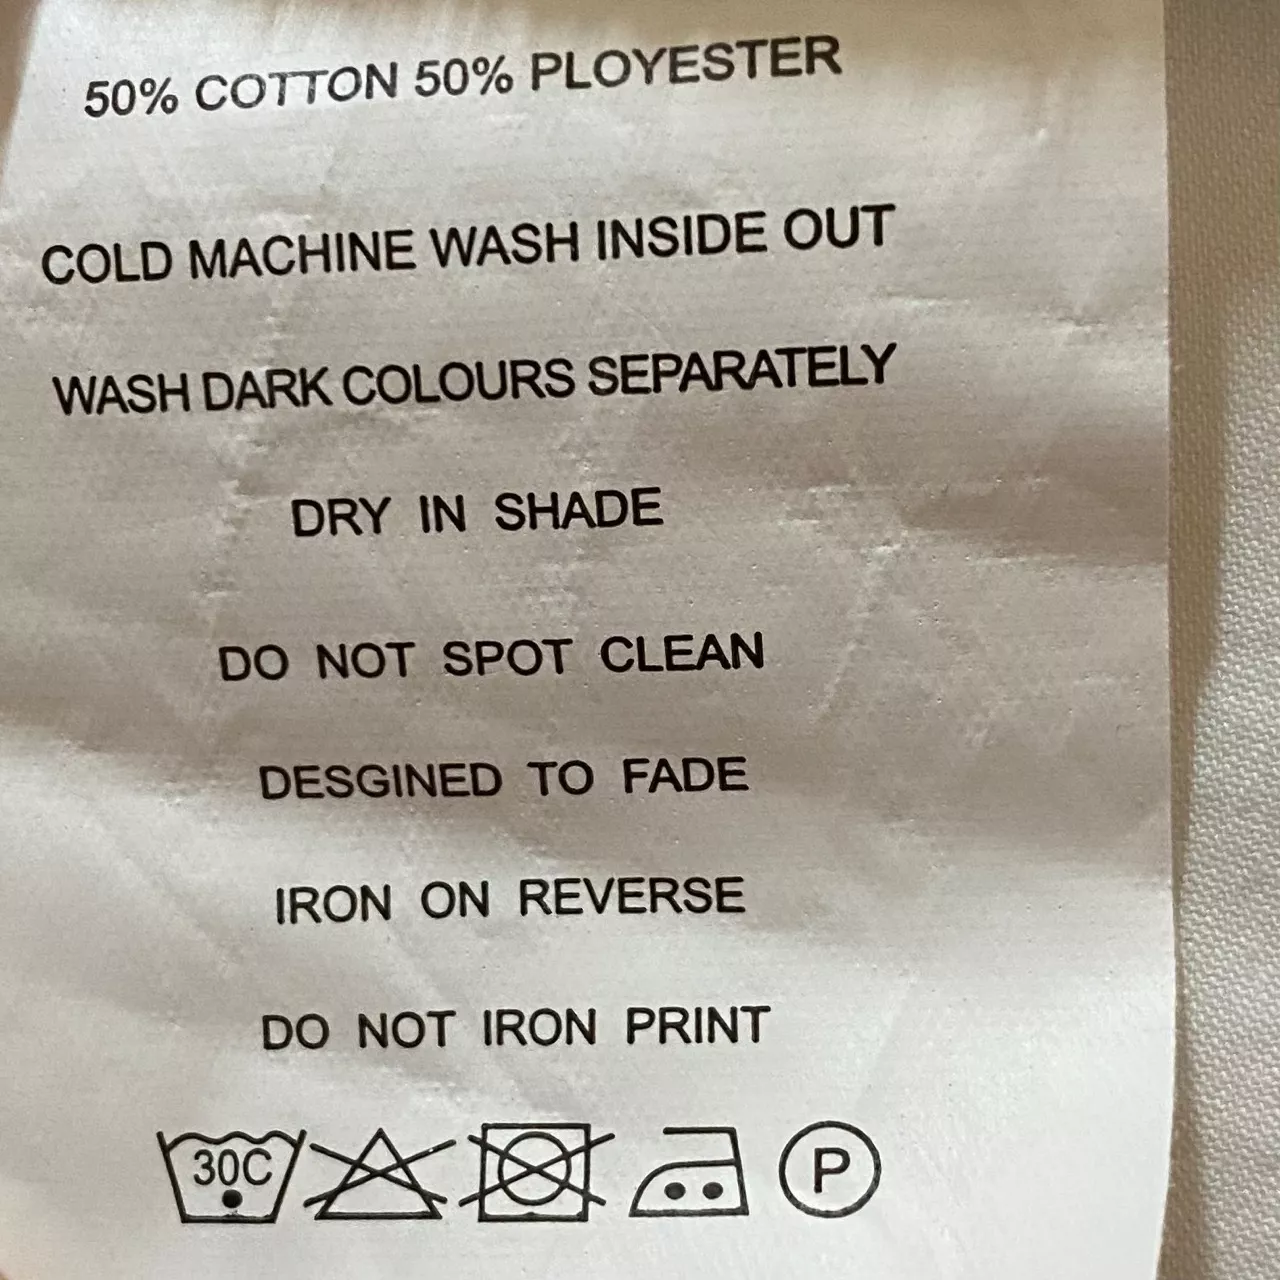 50% COTTON 50% PLOYESTER
COLD MACHINE WASH INSIDE OUT
WASH DARK COLOURS SEPARATELY
DRY IN SHADE
DO NOT SPOT CLEAN
DESGINED TO FADE
IRON ON REVERSE
DO NOT IRON PRINT
30C P